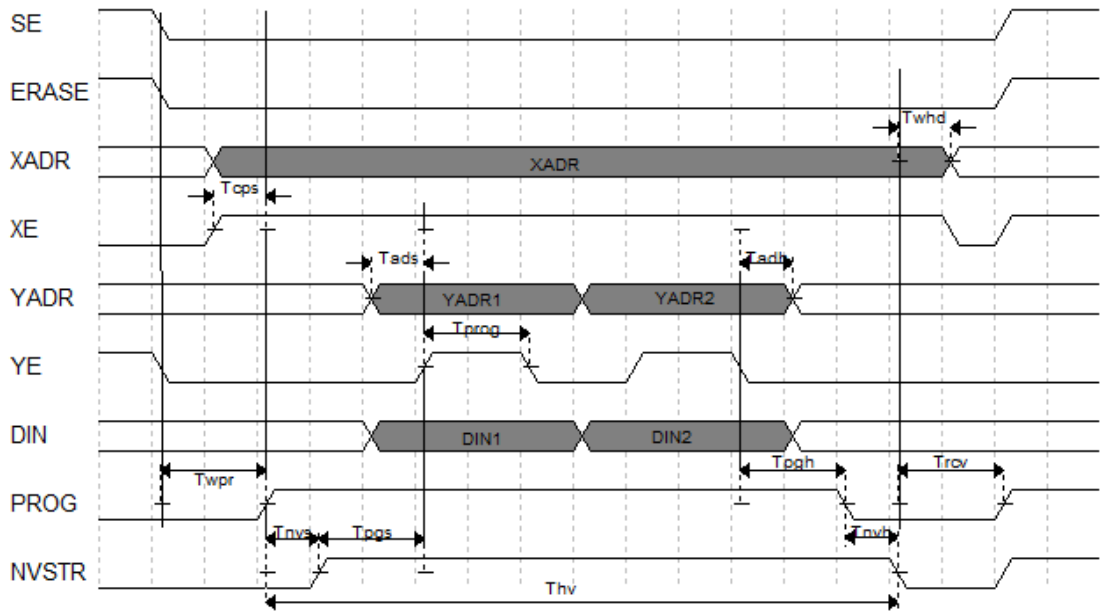 SE
ERASE
Twhd
XADR
XADR
Tcps
XE
Tads
Tadh
YADR
YADR1
YADR2
Tprog
YE
DIN
DIN1
DIN2
Twpr
Tpgh
Trcv
PROG
Tnvs
Tpgs
Tnvh
NVSTR
Thv